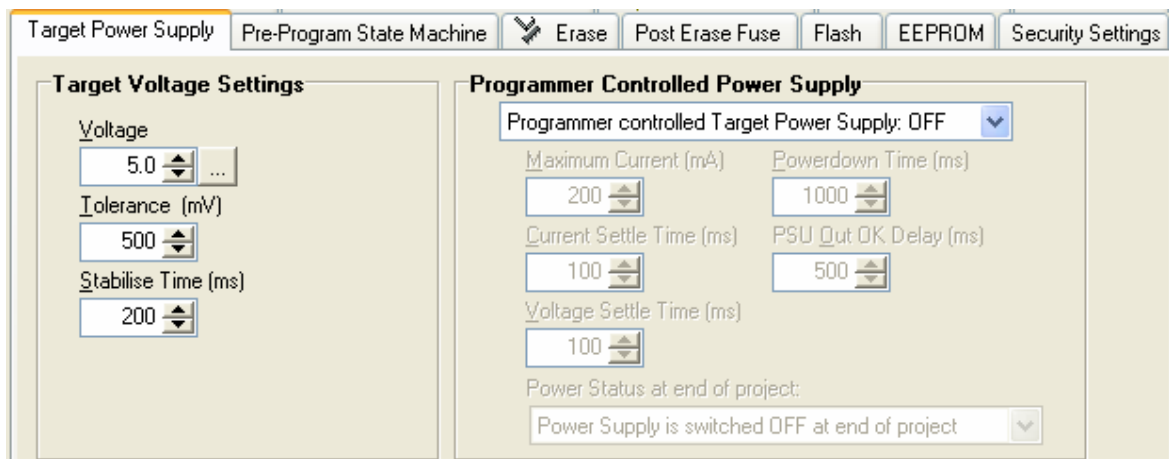 Target Power Supply Pre-Program State Machine Erase Post Erase Fuse Flash EEPROM Security Settings
Target Voltage Settings
Voltage
5.0 ...
Tolerance (mV)
500
Stabilise Time (ms)
200
Programmer Controlled Power Supply
Programmer controlled Target Power Supply: OFF
Maximum Current (mA) Powerdown Time (ms)
200 1000
Current Settle Time (ms) PSU Out OK Delay (ms)
100 500
Voltage Settle Time (ms)
100
Power Status at end of project:
Power Supply is switched OFF at end of project